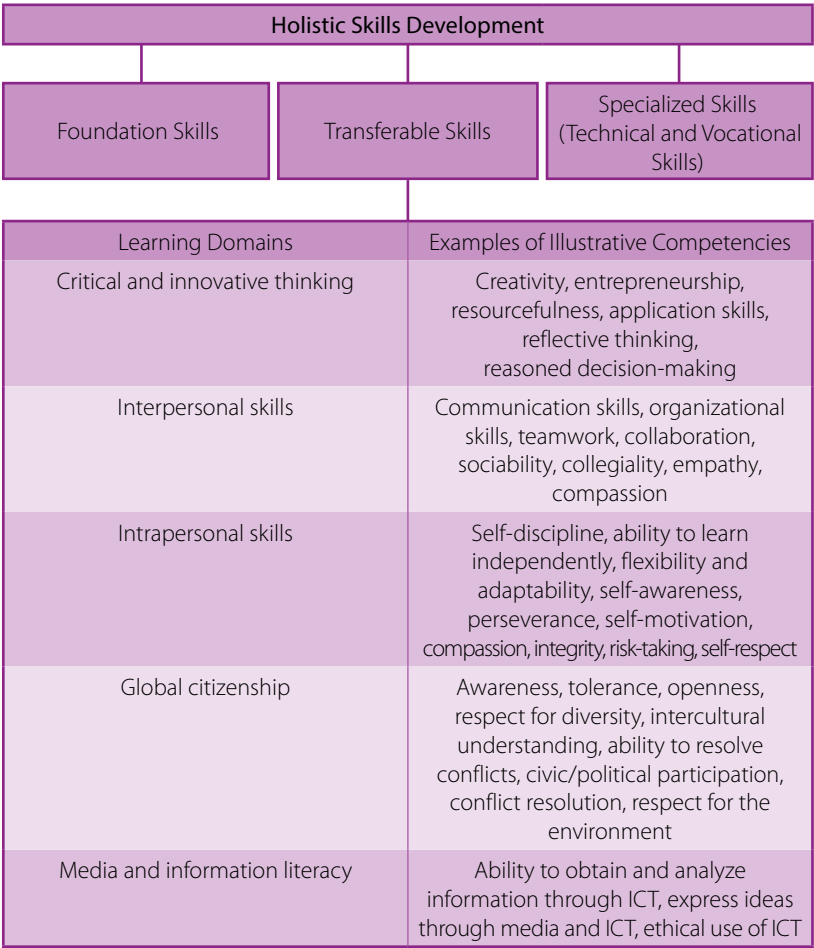 Holistic Skills Development
Foundation Skills
Transferable Skills
Specialized Skills
(Technical and Vocational
Skills)
Learning Domains
Examples of Illustrative Competencies
Critical and innovative thinking
Creativity, entrepreneurship,
resourcefulness, application skills,
reflective thinking,
reasoned decision-making
Interpersonal skills
Communication skills, organizational
skills, teamwork, collaboration,
sociability, collegiality, empathy,
compassion
Intrapersonal skills
Self-discipline, ability to learn
independently, flexibility and
adaptability, self-awareness,
perseverance, self-motivation,
compassion, integrity, risk-taking, self-respect
Global citizenship
Awareness, tolerance, openness,
respect for diversity, intercultural
understanding, ability to resolve
conflicts, civic/political participation,
conflict resolution, respect for the
environment
Media and information literacy
Ability to obtain and analyze
information through ICT, express ideas
through media and ICT, ethical use of ICT